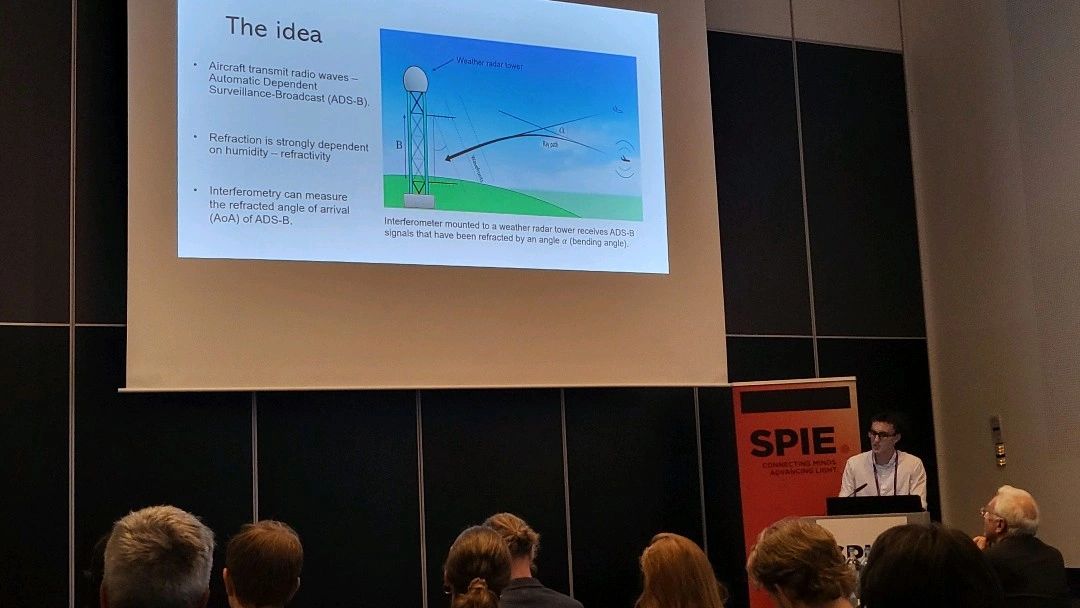 The idea
• Aircraft transmit radio waves –
Automatic Dependent
Surveillance-Broadcast (ADS-B).
• Refraction is strongly dependent
on humidity – refractivity
• Interferometry can measure
the refracted angle of arrival
(AoA) of ADS-B.
Weather radar tower
B
α
Ray path
Interferometer mounted to a weather radar tower receives ADS-B
signals that have been refracted by an angle α (bending angle).
SPIE.
CONNECTING MINDS.
ADVANCING LIGHT.